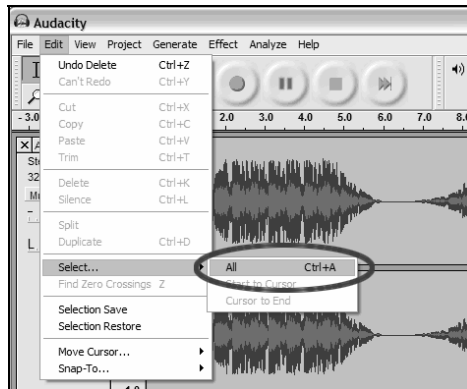 Audacity
File Edit View Project Generate Effect Analyze Help
Undo Delete Ctrl+Z
Can't Redo Ctrl+Y
- 3.0 2.0 3.0 4.0 5.0 6.0 7.0 8.0
Cut Ctrl+X
Copy Ctrl+C
Paste Ctrl+V
Trim Ctrl+T
Delete Ctrl+K
Silence Ctrl+L
Split
Duplicate Ctrl+D
L
Select...
All Ctrl+A
Find Zero Crossings Z
Start to Cursor
Cursor to End
Selection Save
Selection Restore
Move Cursor...
Snap-To...